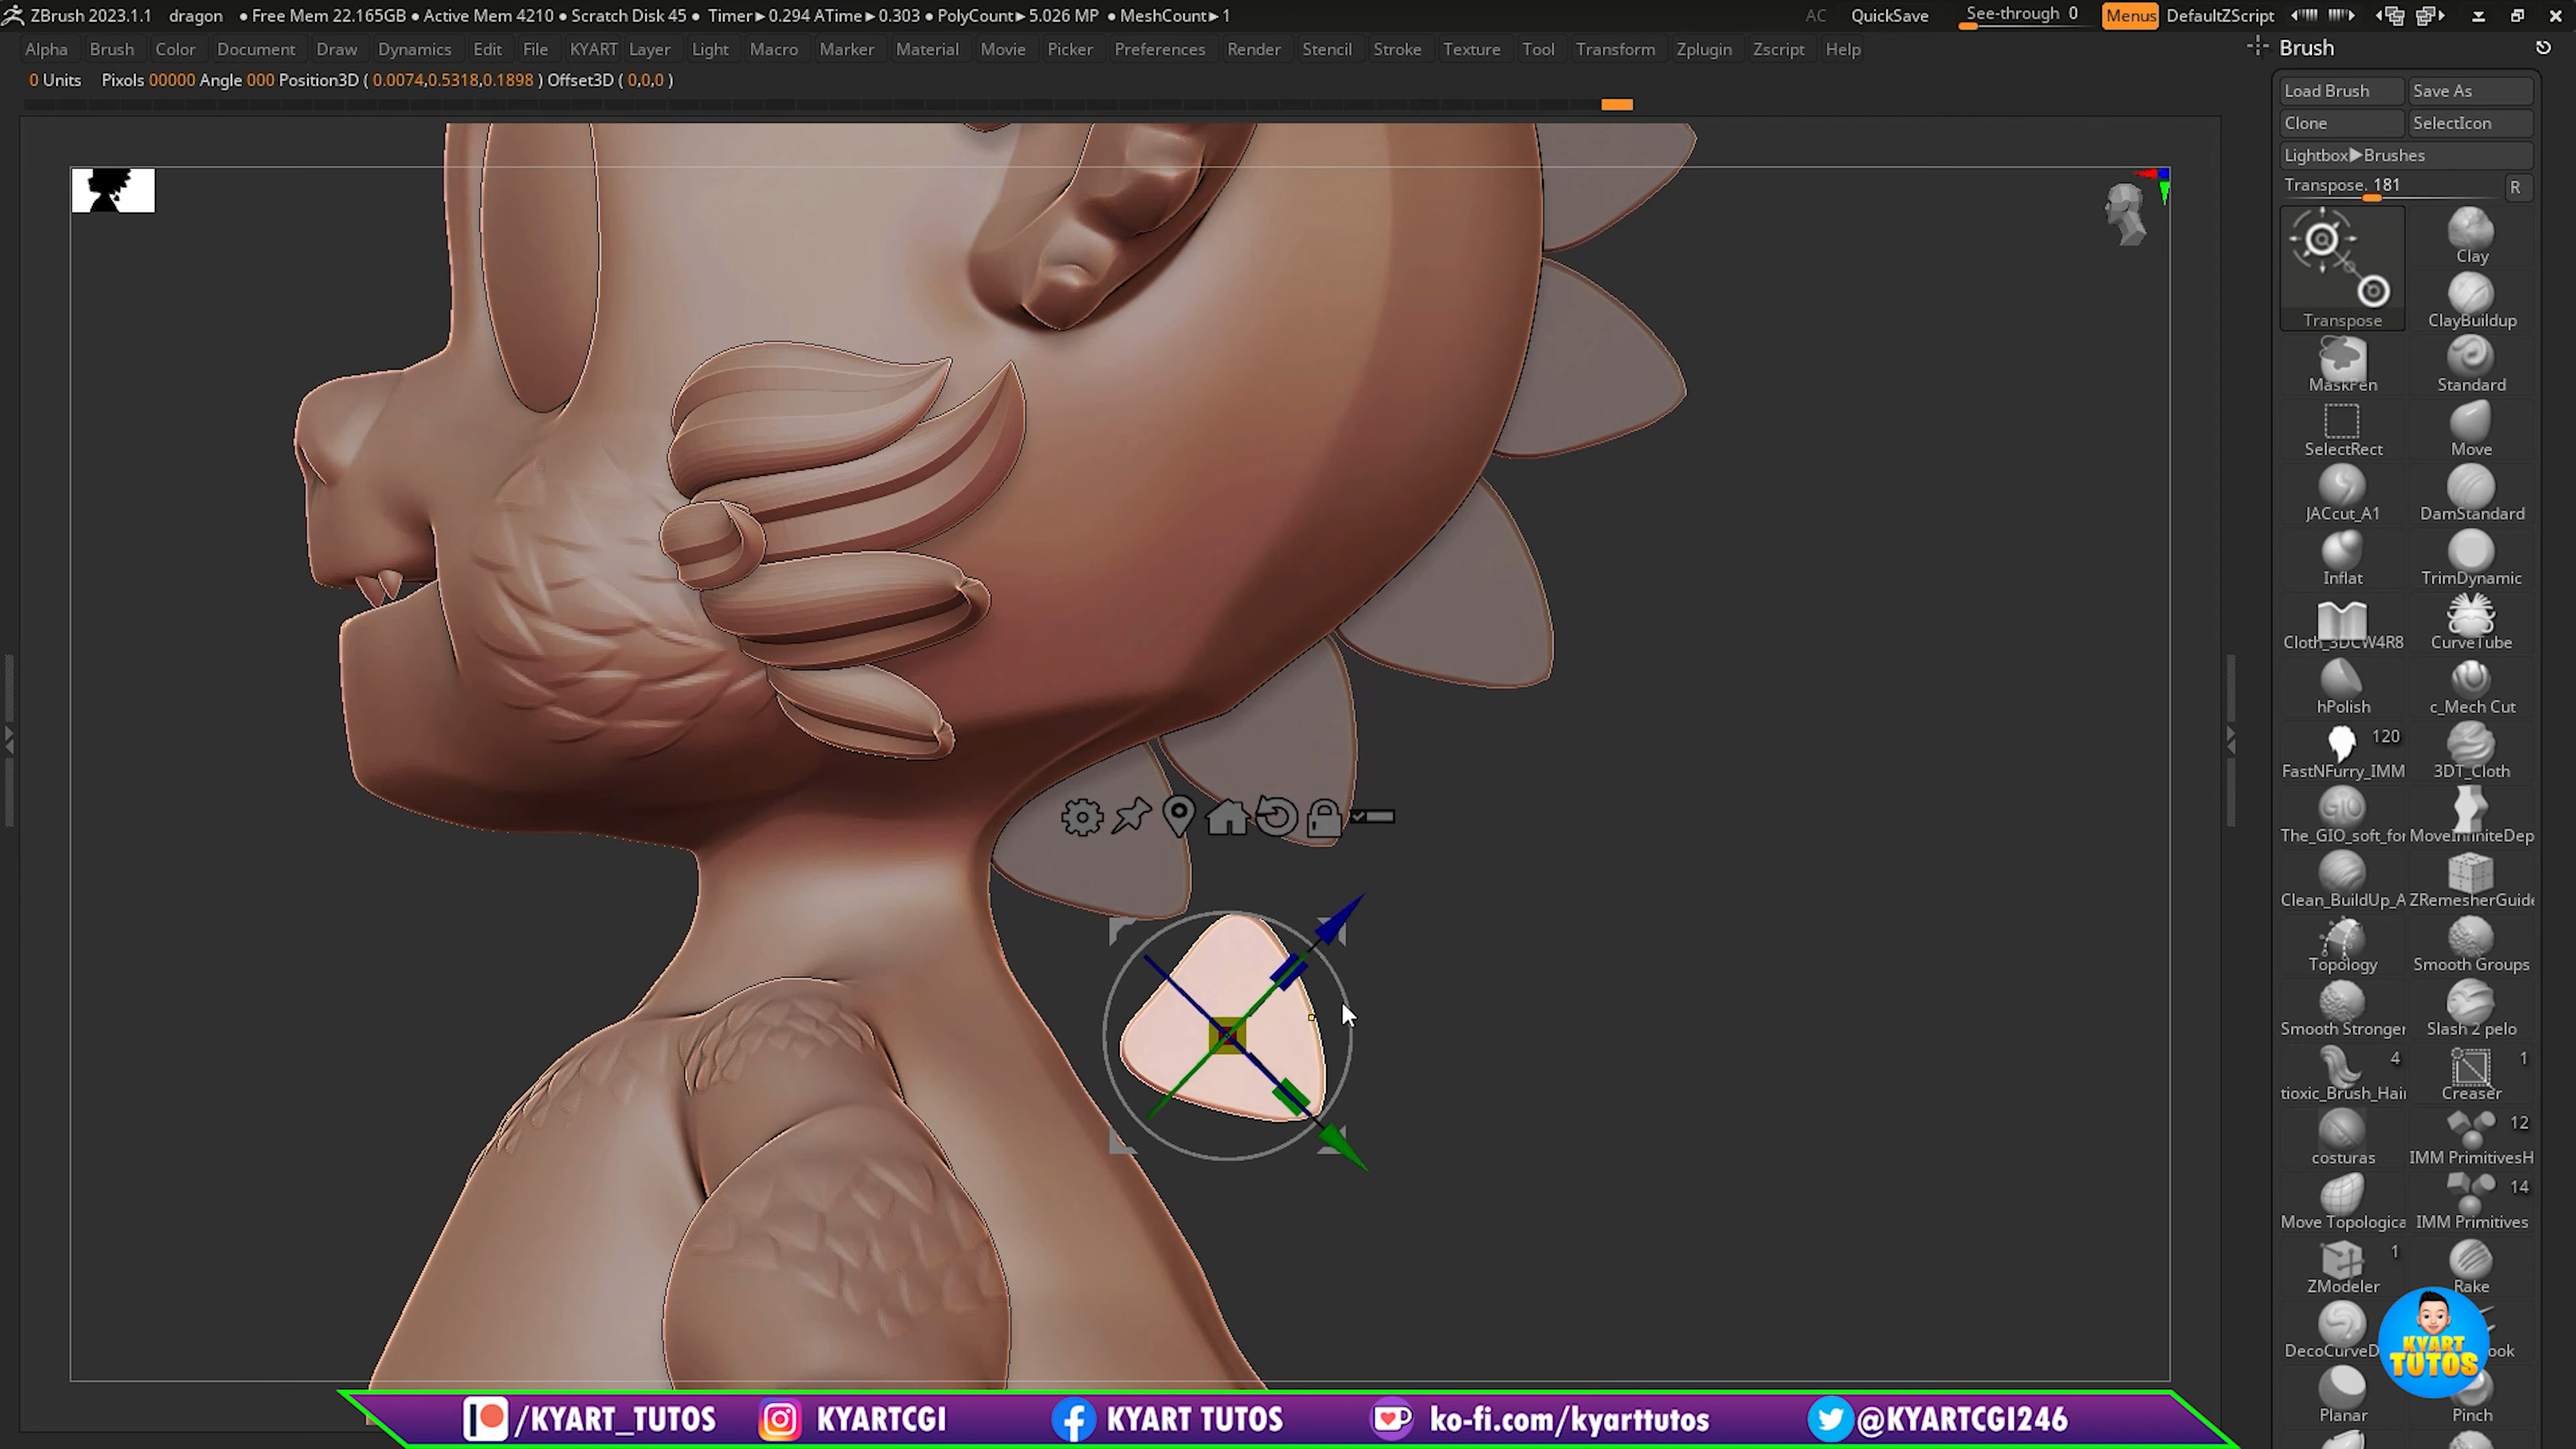 ZBrush 2023.1.1 dragon • Free Mem 22.165GB • Active Mem 4210 • Scratch Disk 45 • Timer▶0.294 ATime▶0.303 • PolyCount▶5.026 MP • MeshCount▶1 AC QuickSave See-through 0 Menus DefaultZScript
Alpha Brush Color Document Draw Dynamics Edit File KYART Layer Light Macro Marker Material Movie Picker Preferences Render Stencil Stroke Texture Tool Transform Zplugin Zscript Help
Brush
0 Units Pixols 00000 Angle 000 Position3D ( 0.0074,0.5318,0.1898 ) Offset3D ( 0,0,0 )
Load Brush Save As
Clone SelectIcon
Lightbox▶Brushes
Transpose. 181 R
Clay
Transpose ClayBuildup
MaskPen Standard
SelectRect Move
JACcut_A1 DamStandard
Inflat TrimDynamic
Cloth_3DCW4R8 CurveTube
hPolish c_Mech Cut
120
FastNFurry_IMM 3DT_Cloth
The_GIO_soft_for MoveInfiniteDep
Clean_BuildUp_A ZRemesherGuide
Topology Smooth Groups
Smooth Stronger Slash 2 pelo
4 1
tioxic_Brush_Hair Creaser
12
costuras IMM PrimitivesH
14
Move Topologica IMM Primitives
1
ZModeler Rake
DecoCurveD ook
KYART
TUTOS
Planar Pinch
/KYART_TUTOS KYARTCGI KYART TUTOS ko-fi.com/kyarttutos @KYARTCGI246